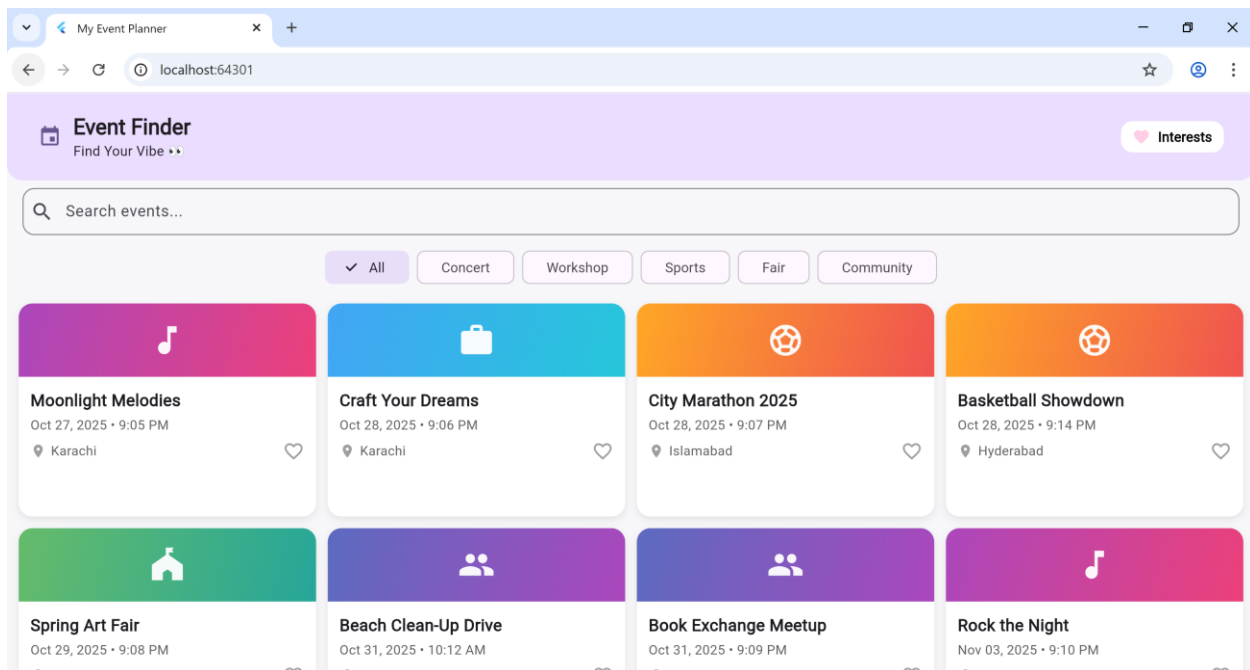 My Event Planner
localhost:64301
Event Finder
Find Your Vibe 👀
Interests
Search events...
All
Concert
Workshop
Sports
Fair
Community
Moonlight Melodies
Oct 27, 2025 • 9:05 PM
Karachi
Craft Your Dreams
Oct 28, 2025 • 9:06 PM
Karachi
City Marathon 2025
Oct 28, 2025 • 9:07 PM
Islamabad
Basketball Showdown
Oct 28, 2025 • 9:14 PM
Hyderabad
Spring Art Fair
Oct 29, 2025 • 9:08 PM
Beach Clean-Up Drive
Oct 31, 2025 • 10:12 AM
Book Exchange Meetup
Oct 31, 2025 • 9:09 PM
Rock the Night
Nov 03, 2025 • 9:10 PM